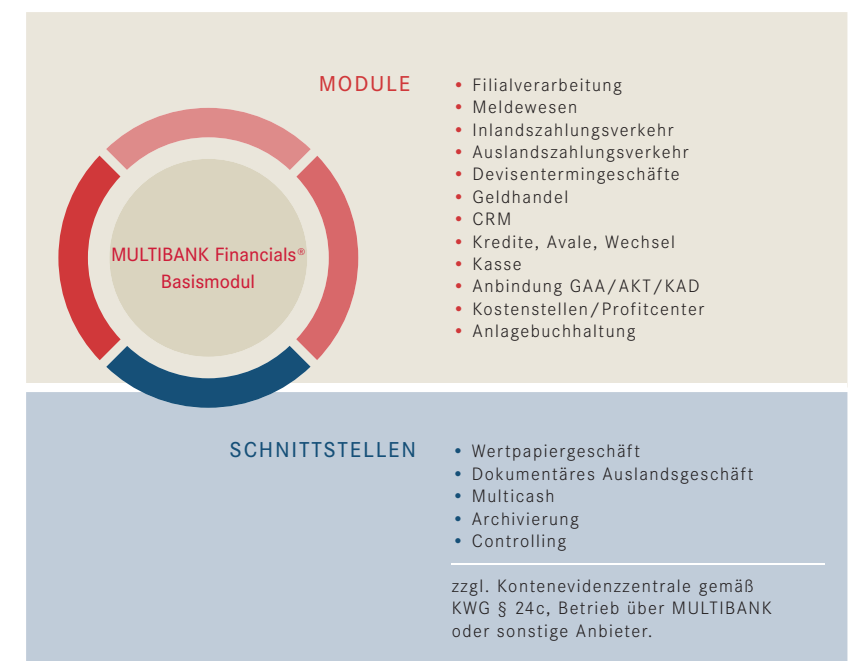 MODULE
• Filialverarbeitung
• Meldewesen
• Inlandszahlungsverkehr
• Auslandszahlungsverkehr
• Devisentermingeschäfte
• Geldhandel
• CRM
• Kredite, Avale, Wechsel
• Kasse
• Anbindung GAA/AKT/KAD
• Kostenstellen/Profitcenter
• Anlagebuchhaltung
MULTIBANK Financials®
Basismodul
SCHNITTSTELLEN
• Wertpapiergeschäft
• Dokumentäres Auslandsgeschäft
• Multicash
• Archivierung
• Controlling
zzgl. Kontenevidenzzentrale gemäß
KWG § 24c, Betrieb über MULTIBANK
oder sonstige Anbieter.